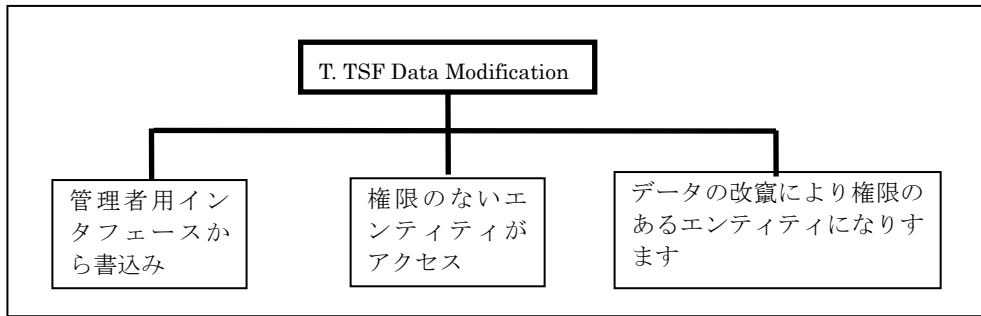 T. TSF Data Modification
管理者用イン
タフェースか
ら書込み
権限のないエ
ンティティが
アクセス
データの改竄により権限の
あるエンティティになりす
ます